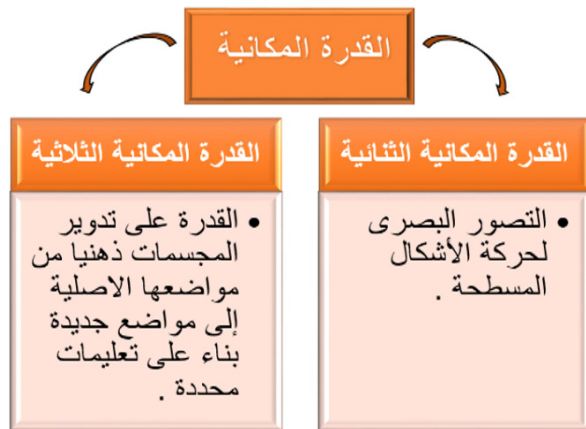 القدرة المكانية
القدرة المكانية الثنائية
• التصور البصرى
لحركة الأشكال
المسطحة .
القدرة المكانية الثلاثية
• القدرة على تدوير
المجسمات ذهنيا من
مواضعها الاصلية
إلى مواضع جديدة
بناء على تعليمات
محددة .